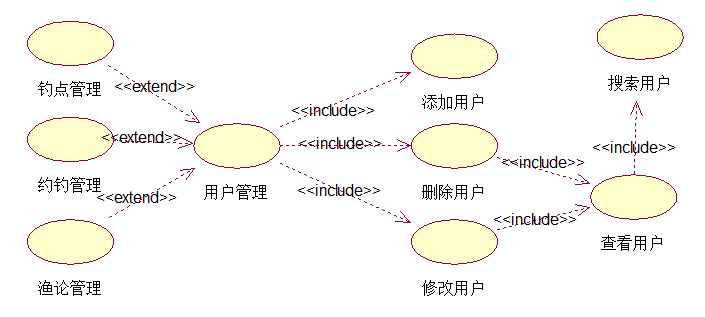 钓点管理
<<extend>>
约钓管理
<<extend>>
渔论管理
<<extend>>
用户管理
<<include>>
添加用户
<<include>>
删除用户
<<include>>
修改用户
<<include>>
<<include>>
查看用户
<<include>>
搜索用户